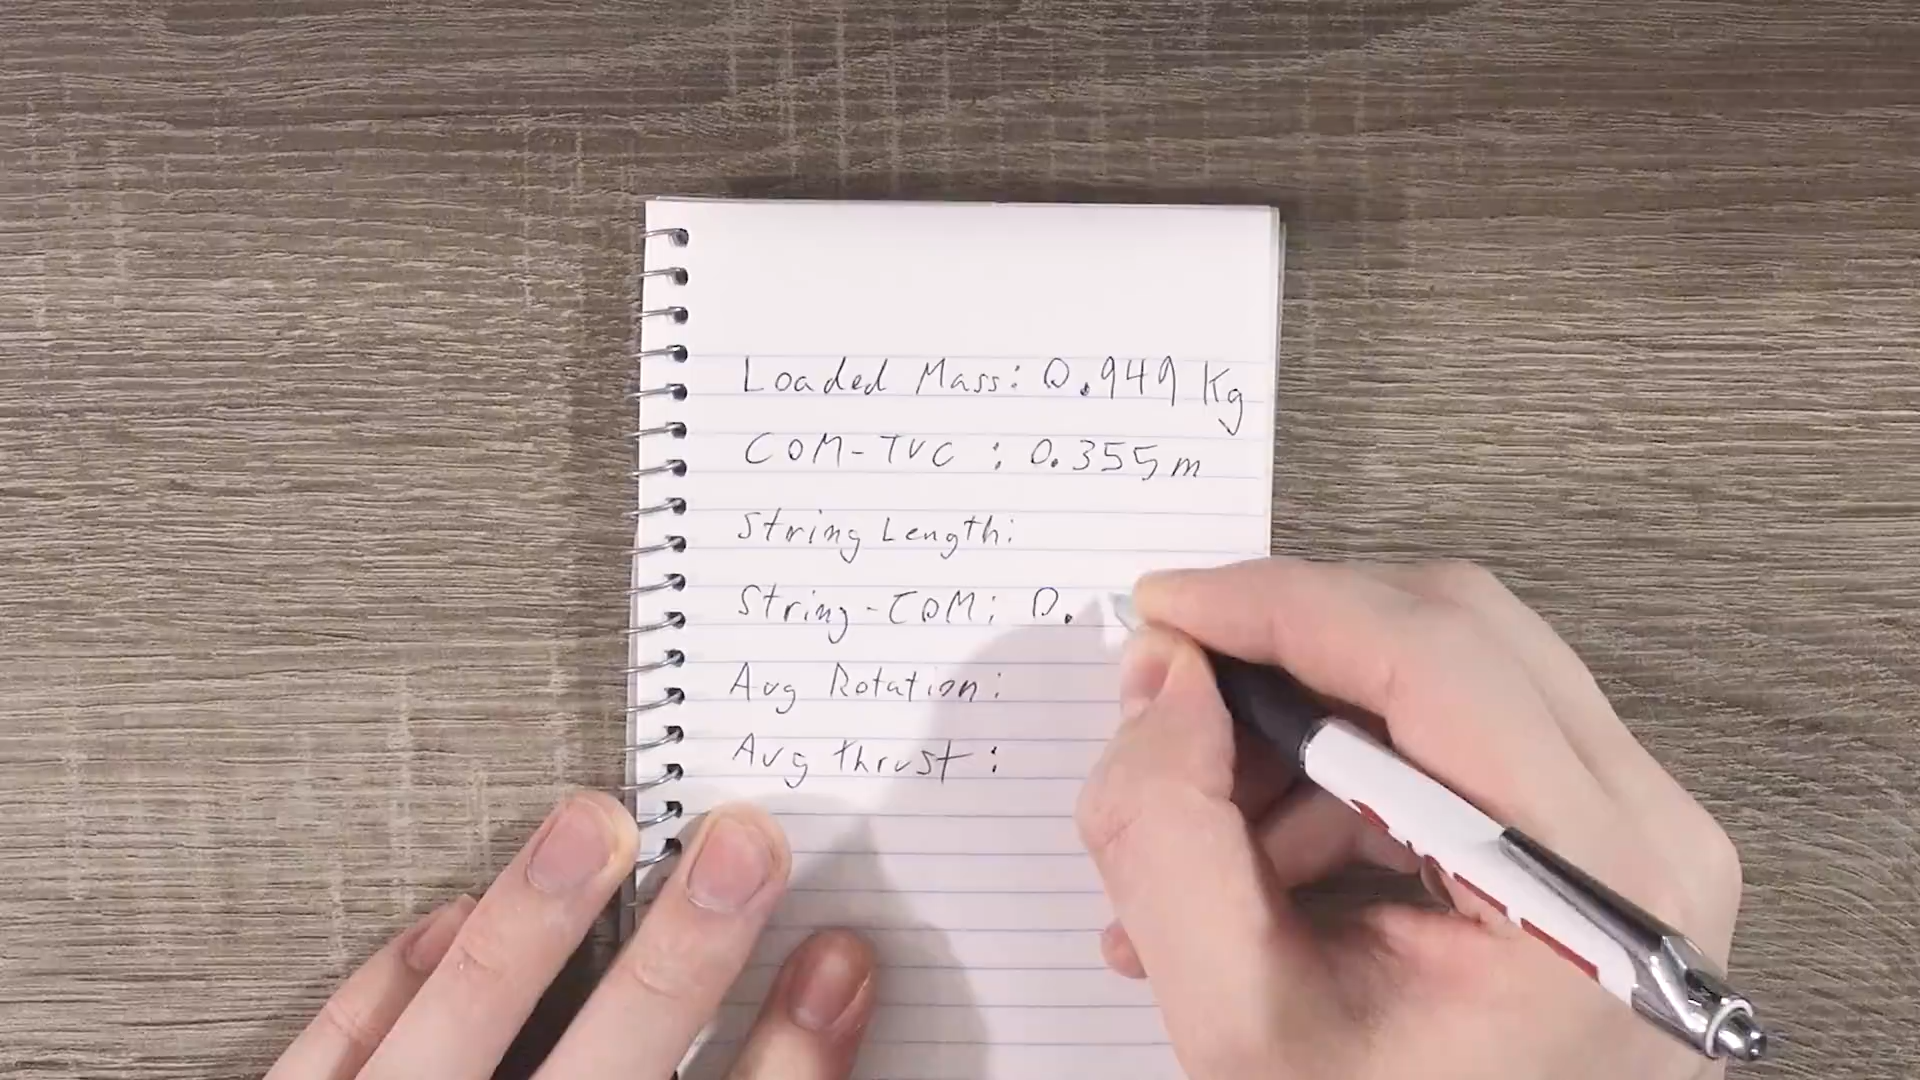 Loaded Mass: 0.949 Kg
COM-TVC : 0.355m
String Length:
String-COM: 0.
Avg Rotation:
Avg thrust :